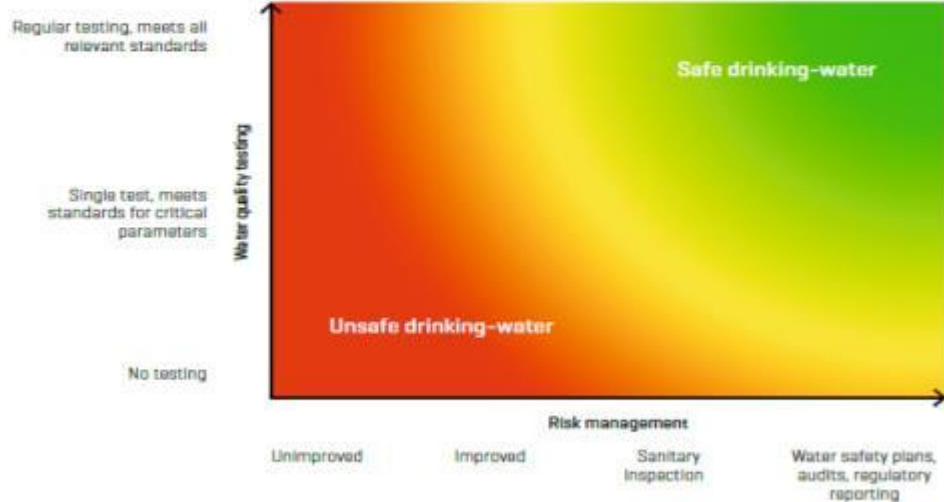 Regular testing, meets all
relevant standards
Safe drinking-water
Water quality testing
Single test, meets
standards for critical
parameters
Unsafe drinking-water
No testing
Risk management
Unimproved
Improved
Sanitary
Inspection
Water safety plans,
audits, regulatory
reporting